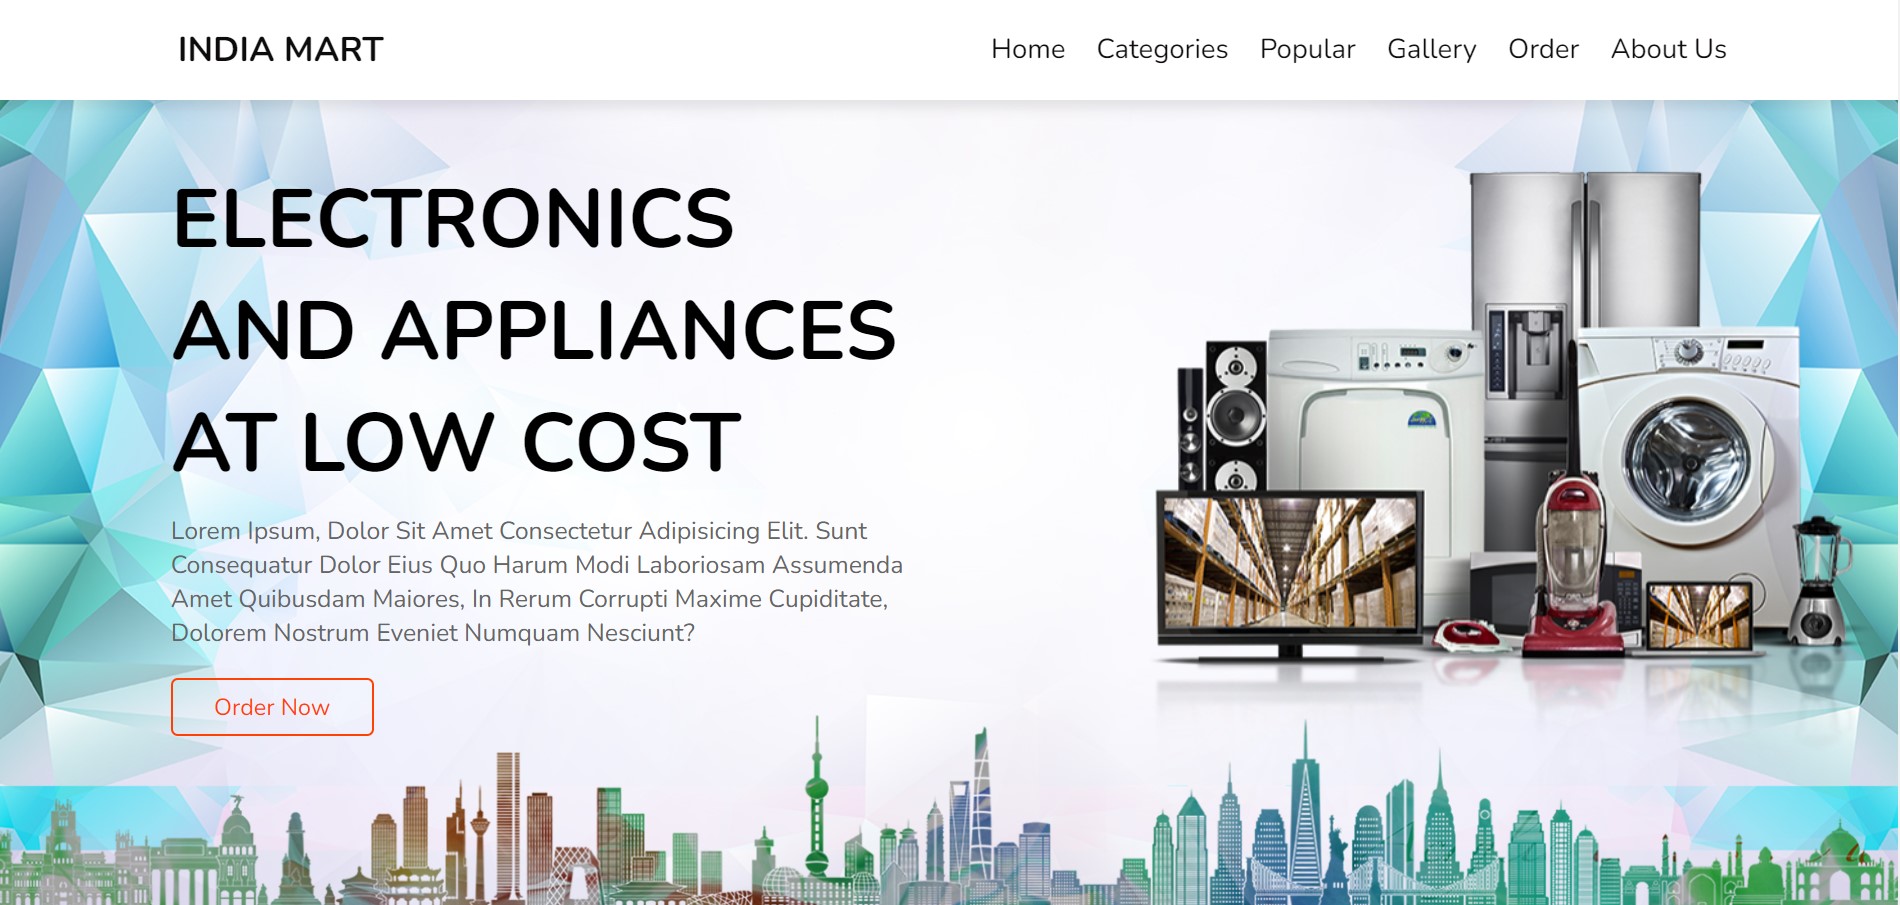 INDIA MART
Home Categories Popular Gallery Order About Us
ELECTRONICS
AND APPLIANCES
AT LOW COST
Lorem Ipsum, Dolor Sit Amet Consectetur Adipisicing Elit. Sunt
Consequatur Dolor Eius Quo Harum Modi Laboriosam Assumenda
Amet Quibusdam Maiores, In Rerum Corrupti Maxime Cupiditate,
Dolorem Nostrum Eveniet Numquam Nesciunt?
Order Now